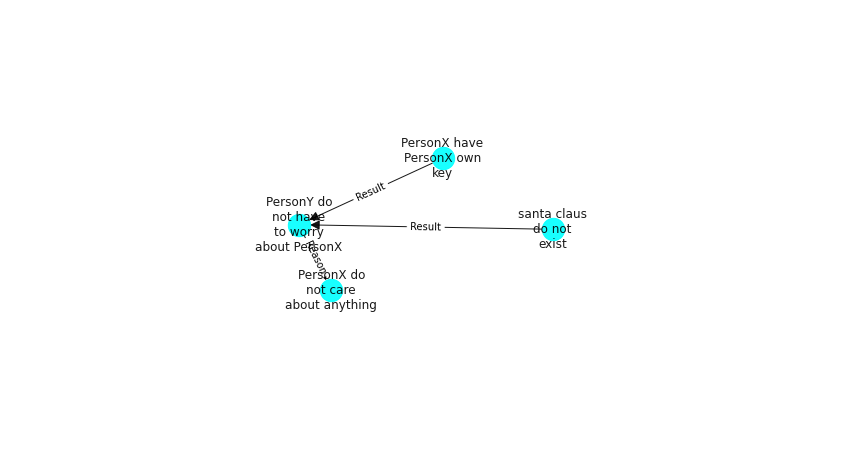 PersonX have
PersonX own
key
Result
PersonY do
not have
to worry
about PersonX
Result
santa claus
do not
exist
Reason
PersonX do
not care
about anything